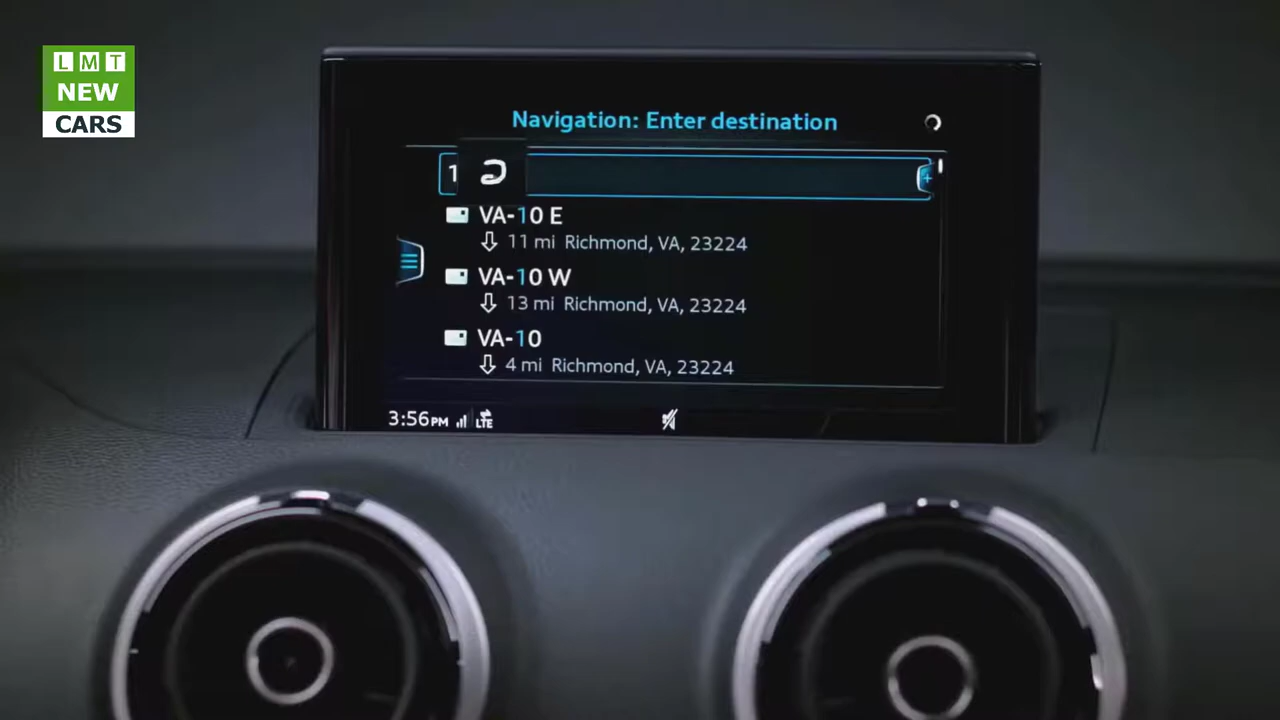 LMT
NEW
CARS
Navigation: Enter destination
1
VA-10 E
11 mi Richmond, VA, 23224
VA-10 W
13 mi Richmond, VA, 23224
VA-10
4 mi Richmond, VA, 23224
3:56PM LTE